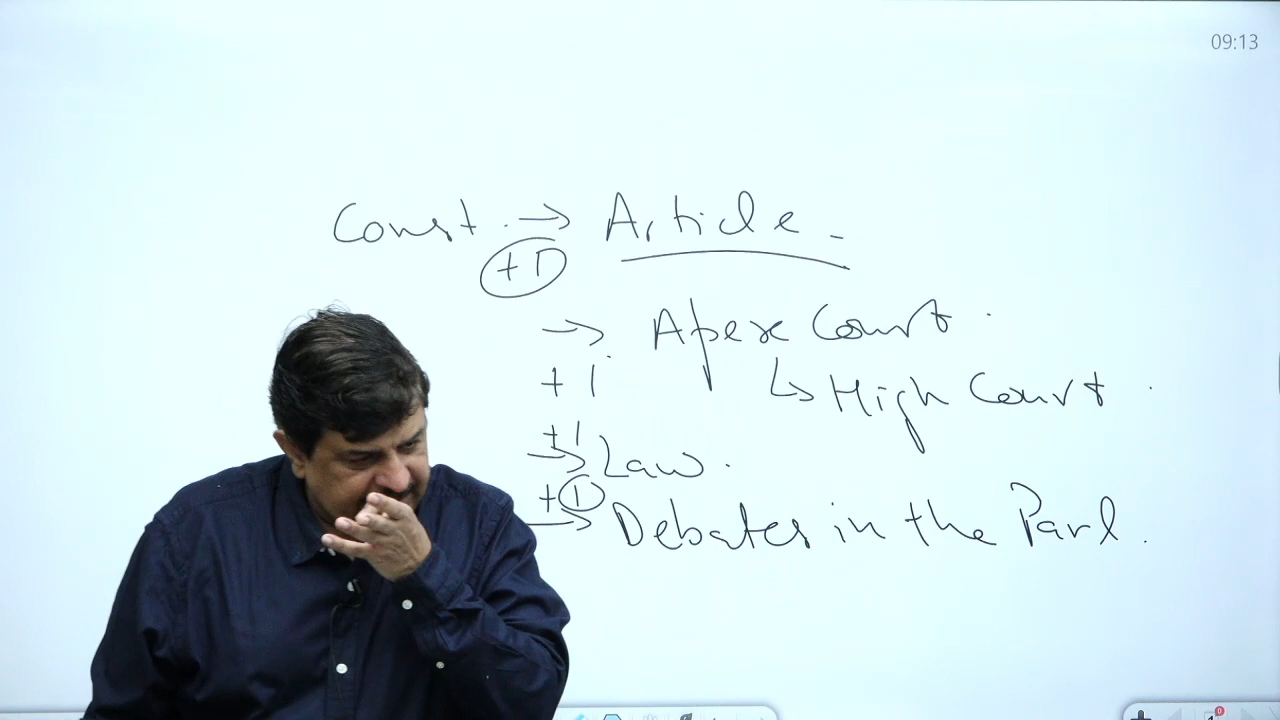 09:13
Const. → Article -
+1
→ Apex Court.
+1 ↳ High Court.
+1
→ Law.
+1
→ Debates in the Parl.